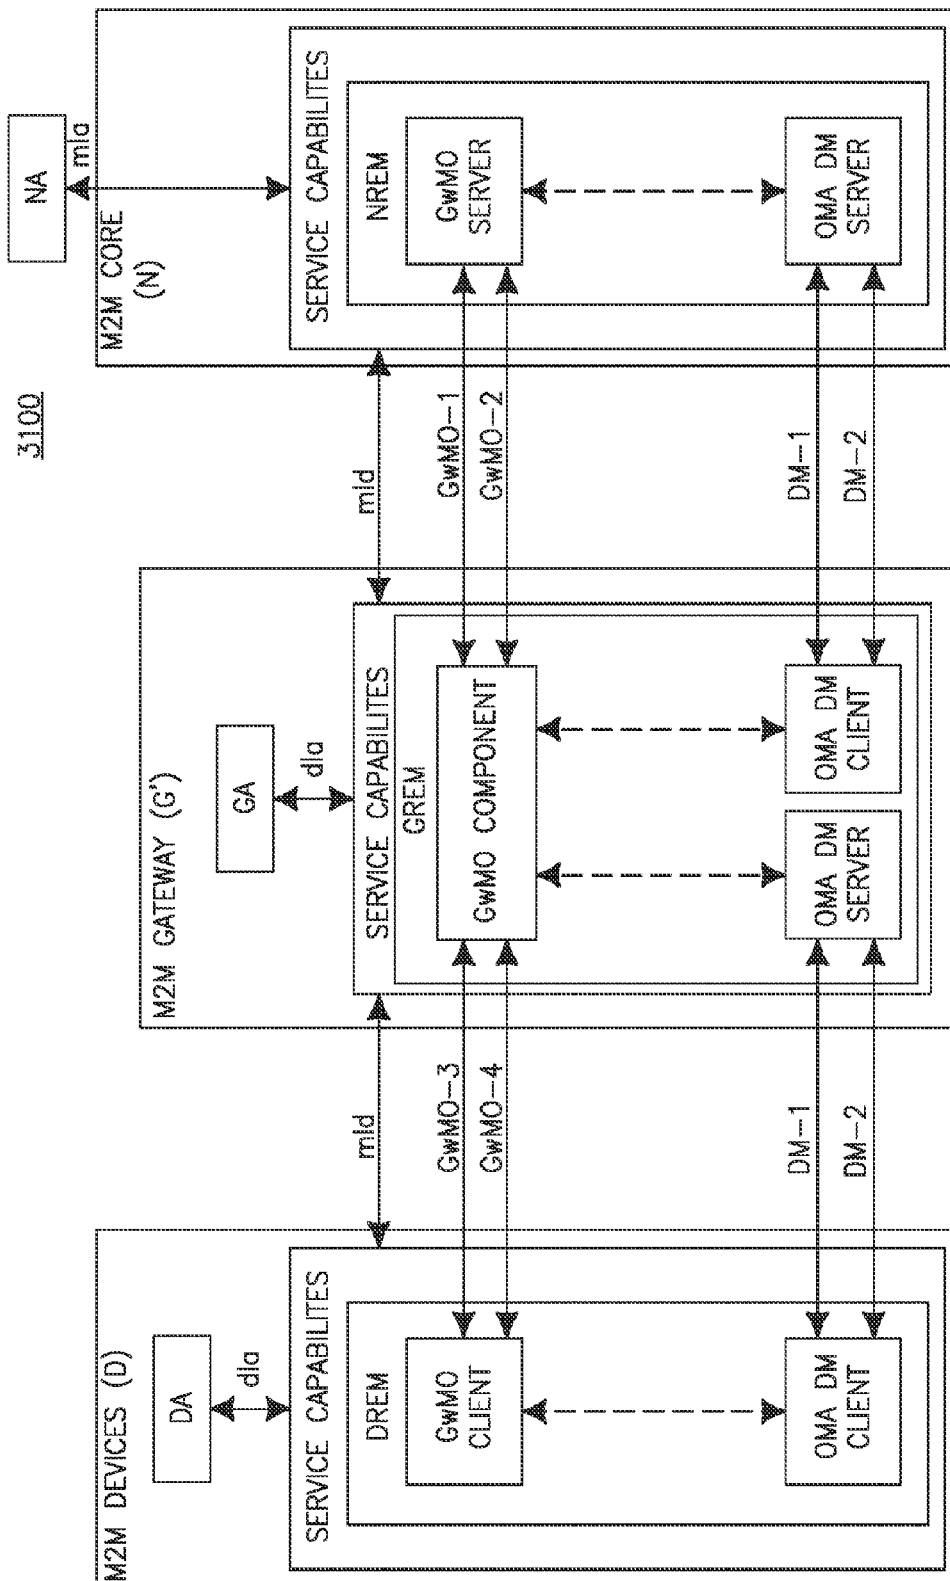 3100
M2M DEVICES (D)
DA
dIa
SERVICE CAPABILITES
DREM
GwMO
CLIENT
OMA DM
CLIENT
mId
GwMO-3
GwMO-4
DM-1
DM-2
M2M GATEWAY (G')
GA
dIa
SERVICE CAPABILITES
GREM
GwMO COMPONENT
OMA DM
SERVER
OMA DM
CLIENT
mId
GwMO-1
GwMO-2
DM-1
DM-2
NA
mIa
M2M CORE
(N)
SERVICE CAPABILITES
NREM
GwMO
SERVER
OMA DM
SERVER